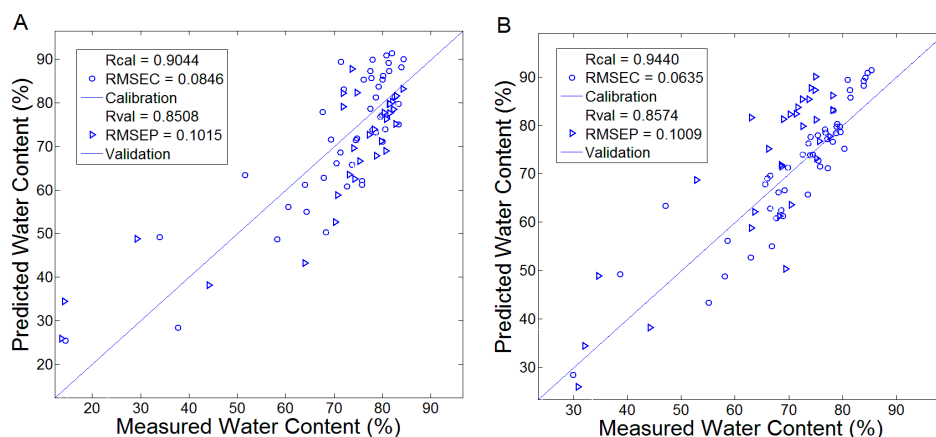 A
Rcal = 0.9044
RMSEC = 0.0846
Calibration
Rval = 0.8508
RMSEP = 0.1015
Validation
90
80
70
60
50
40
30
20
Predicted Water Content (%)
20 30 40 50 60 70 80 90
Measured Water Content (%)
B
Rcal = 0.9440
RMSEC = 0.0635
Calibration
Rval = 0.8574
RMSEP = 0.1009
Validation
90
80
70
60
50
40
30
Predicted Water Content (%)
30 40 50 60 70 80 90
Measured Water Content (%)